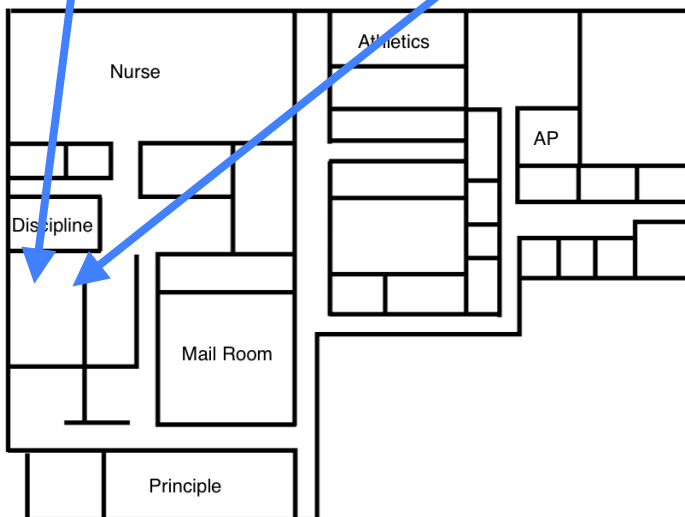 Athletics
Nurse
AP
Discipline
Mail Room
Principle